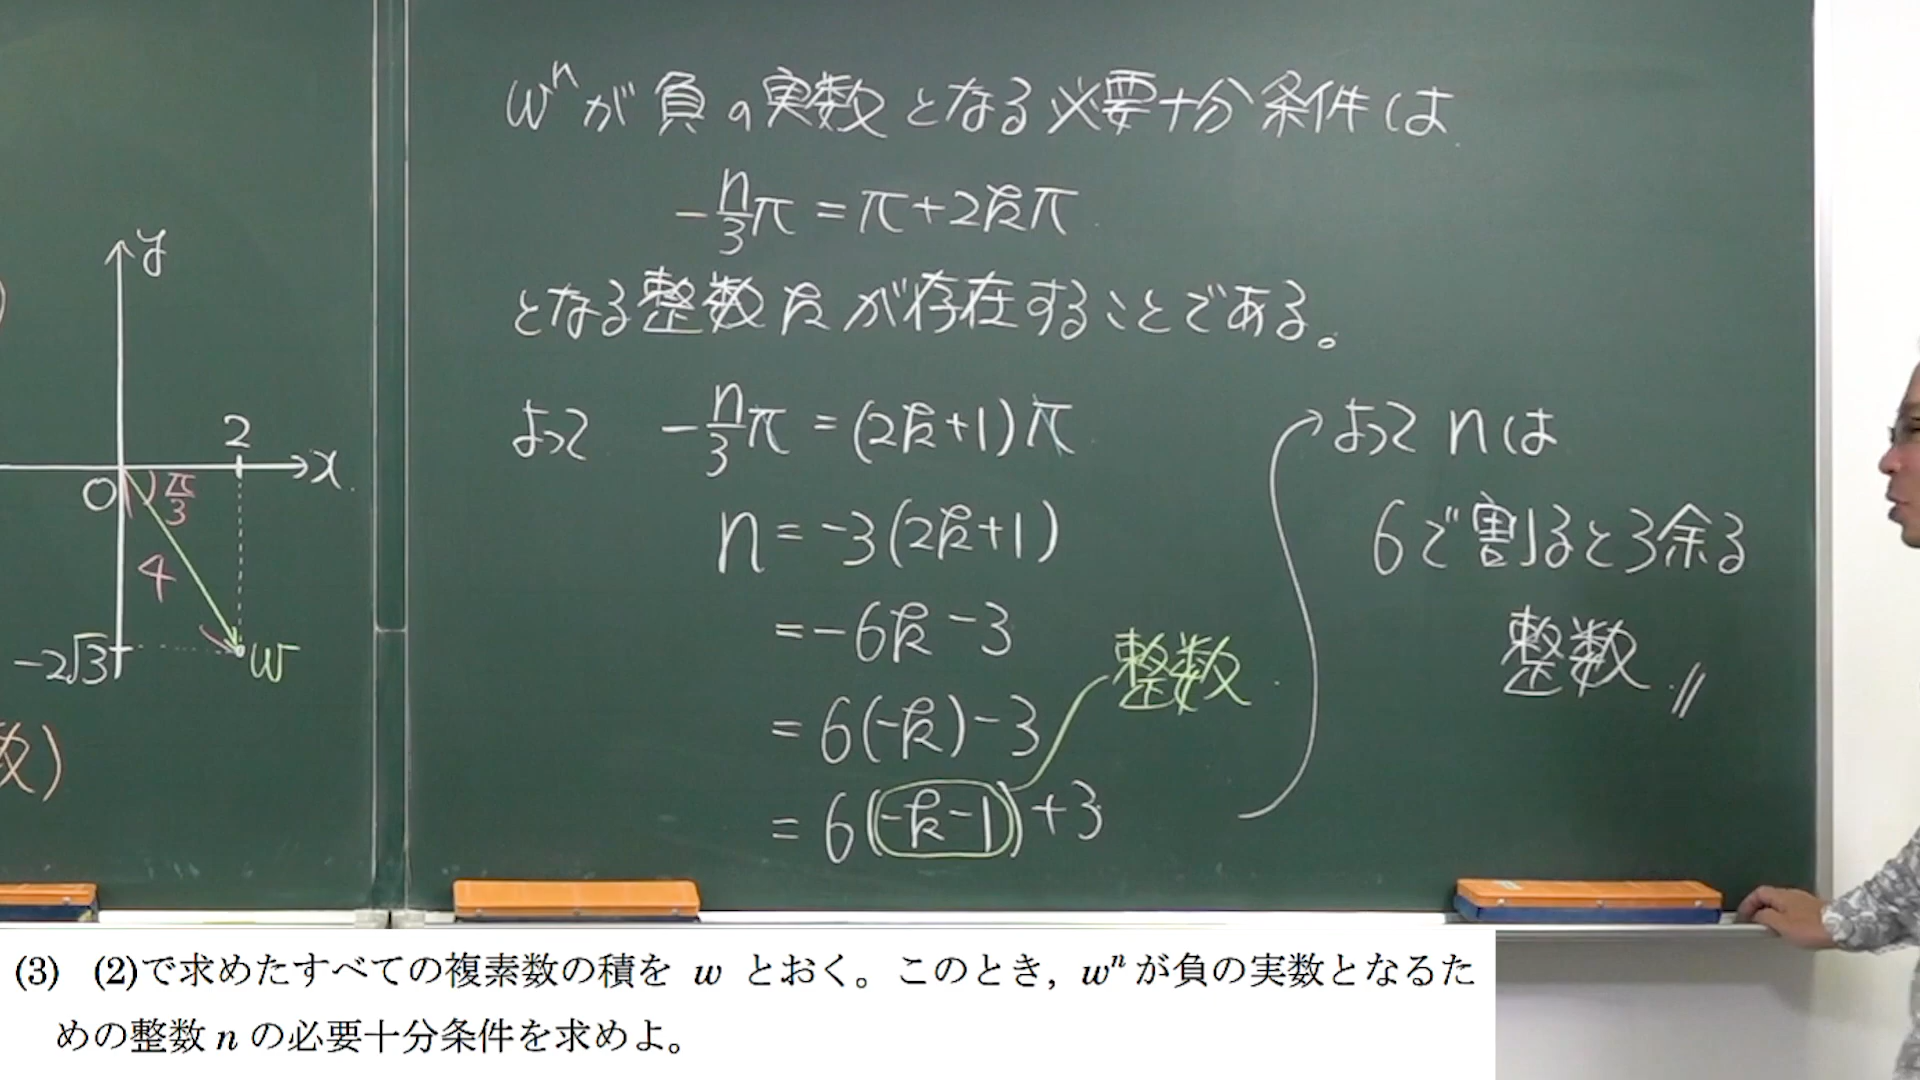 y
2
x
O
π/3
4
-2√3
w
数)
wⁿが負の実数となる必要十分条件は
-n/3 π = π+2kπ
となる整数kが存在することである。
よって -n/3 π = (2k+1)π
n = -3(2k+1)
= -6k-3
= 6(-k)-3
= 6(-k-1)+3
整数
よって nは
6で割ると3余る
整数 //
(3) (2)で求めたすべての複素数の積を w とおく。このとき, wⁿが負の実数となるた
めの整数 n の必要十分条件を求めよ。